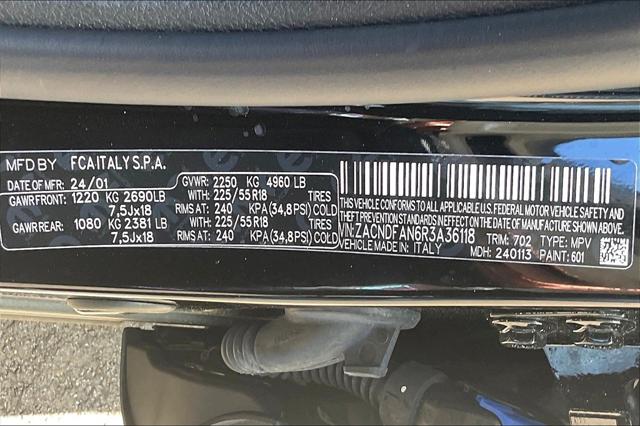 MFD BY FCA ITALY S.P.A.
DATE OF MFR: 24/01 GVWR: 2250 KG 4960 LB
GAWR FRONT: 1220 KG 2690LB WITH 225/55R18 TIRES
7,5Jx18 RIMS AT: 240 KPA(34,8PSI) COLD
GAWR REAR: 1080 KG 2381 LB WITH 225/55R18 TIRES
7,5Jx18 RIMS AT: 240 KPA(34,8PSI) COLD
THIS VEHICLE CONFORMS TO ALL APPLICABLE U.S. FEDERAL MOTOR VEHICLE SAFETY AND
THEFT PREVENTION STANDARDS IN EFFECT ON THE DATE OF MANUFACTURE SHOWN ABOVE.
VIN: ZACNDFAN6R3A36118 TRIM: 702 TYPE: MPV
VEHICLE MADE IN: ITALY MDH: 240113 PAINT: 601